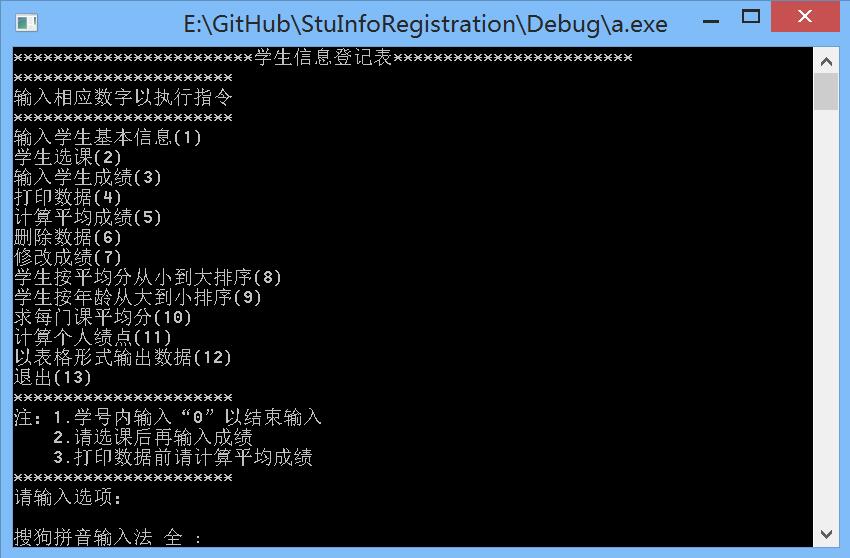 E:\GitHub\StuInfoRegistration\Debug\a.exe
************************学生信息登记表************************
**********************
输入相应数字以执行指令
**********************
输入学生基本信息(1)
学生选课(2)
输入学生成绩(3)
打印数据(4)
计算平均成绩(5)
删除数据(6)
修改成绩(7)
学生按平均分从小到大排序(8)
学生按年龄从大到小排序(9)
求每门课平均分(10)
计算个人绩点(11)
以表格形式输出数据(12)
退出(13)
**********************
注：1.学号内输入“0”以结束输入
    2.请选课后再输入成绩
    3.打印数据前请计算平均成绩
**********************
请输入选项：
搜狗拼音输入法 全 ：